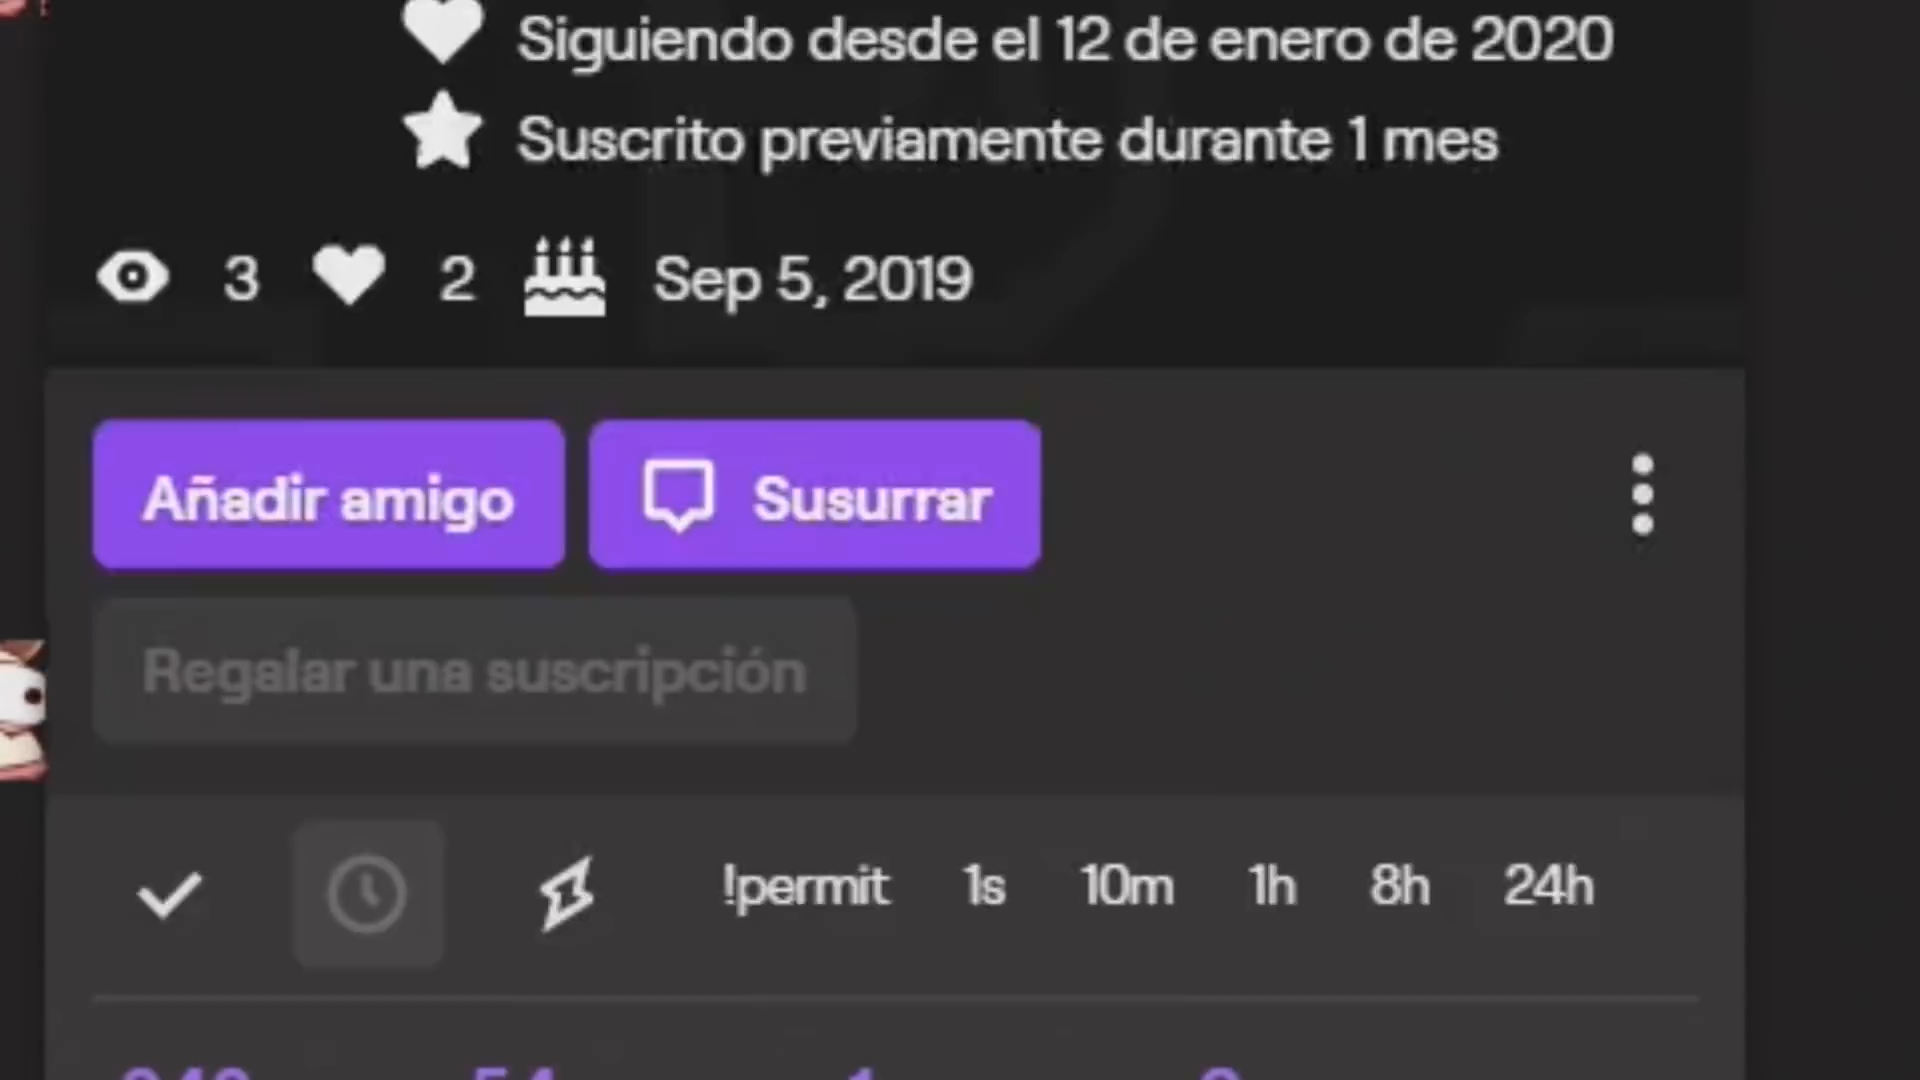 Siguiendo desde el 12 de enero de 2020
Suscrito previamente durante 1 mes
3 2 Sep 5, 2019
Añadir amigo Susurrar
Regalar una suscripción
!permit 1s 10m 1h 8h 24h